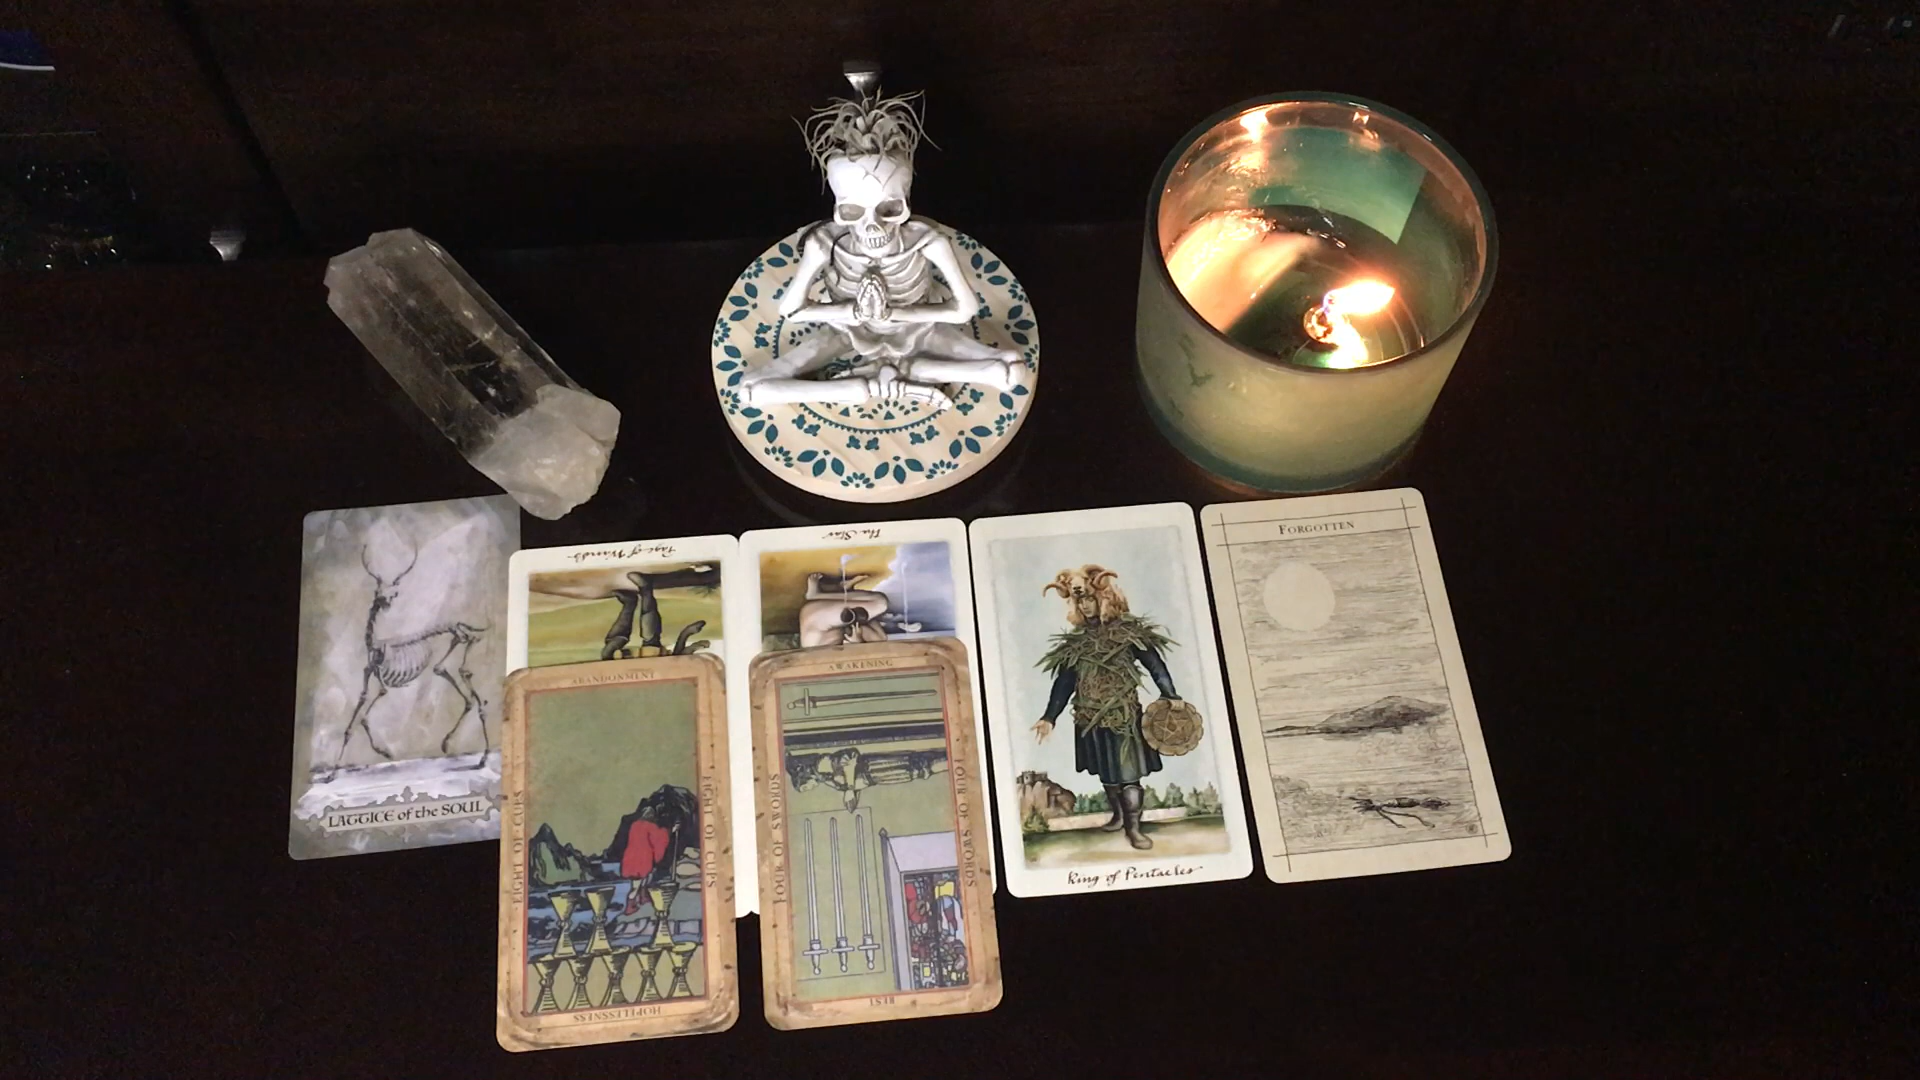 Page of Wands
The Star
FORGOTTEN
LATTICE of the SOUL
ABANDONMENT
EIGHT OF CUPS
EIGHT OF CUPS
HOPELESSNESS
AWAKENING
FOUR OF SWORDS
FOUR OF SWORDS
REST
King of Pentacles